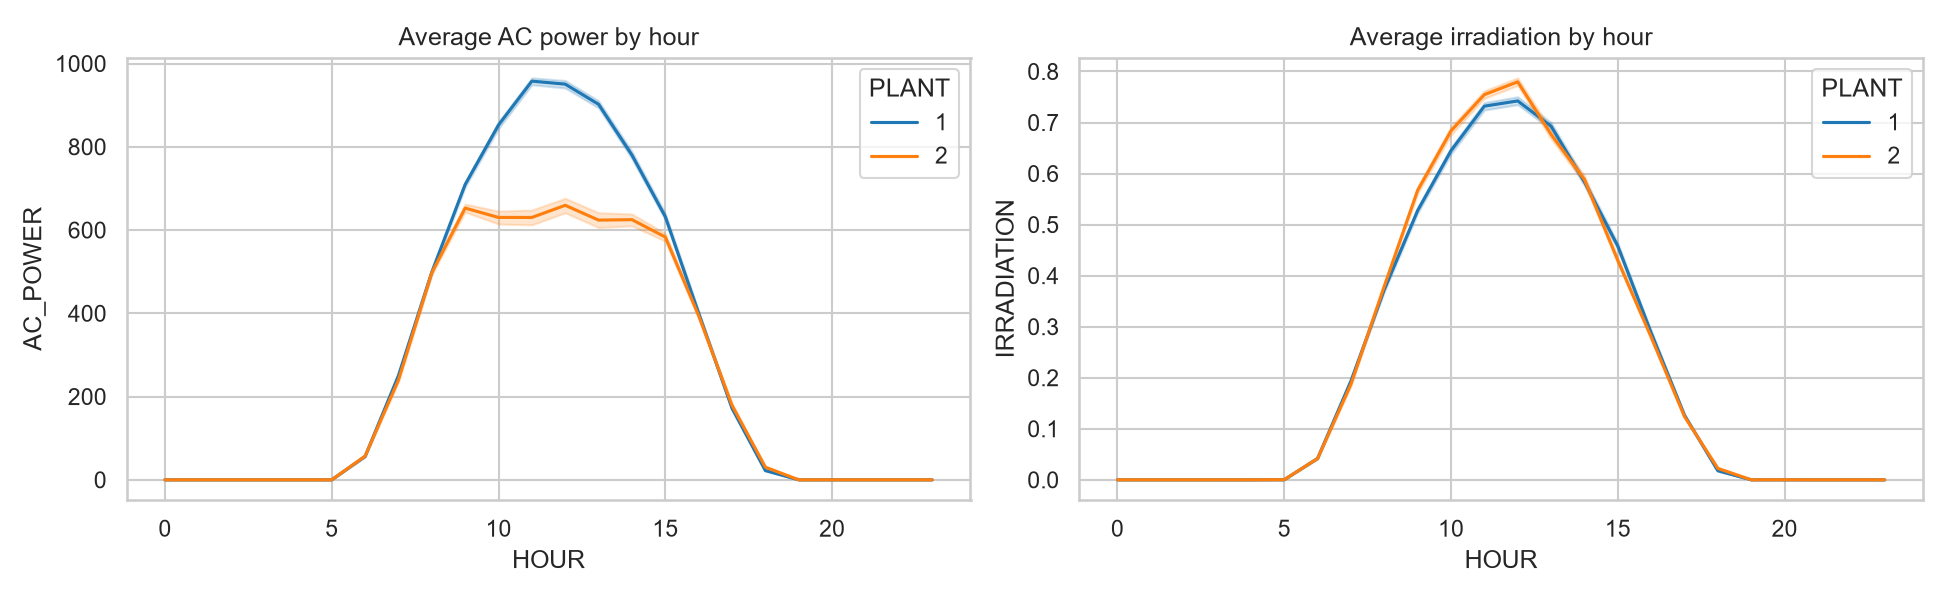 Average AC power by hour
1000
800
600
400
200
0
AC_POWER
0 5 10 15 20
HOUR
PLANT
1
2
Average irradiation by hour
0.8
0.7
0.6
0.5
0.4
0.3
0.2
0.1
0.0
IRRADIATION
0 5 10 15 20
HOUR
PLANT
1
2